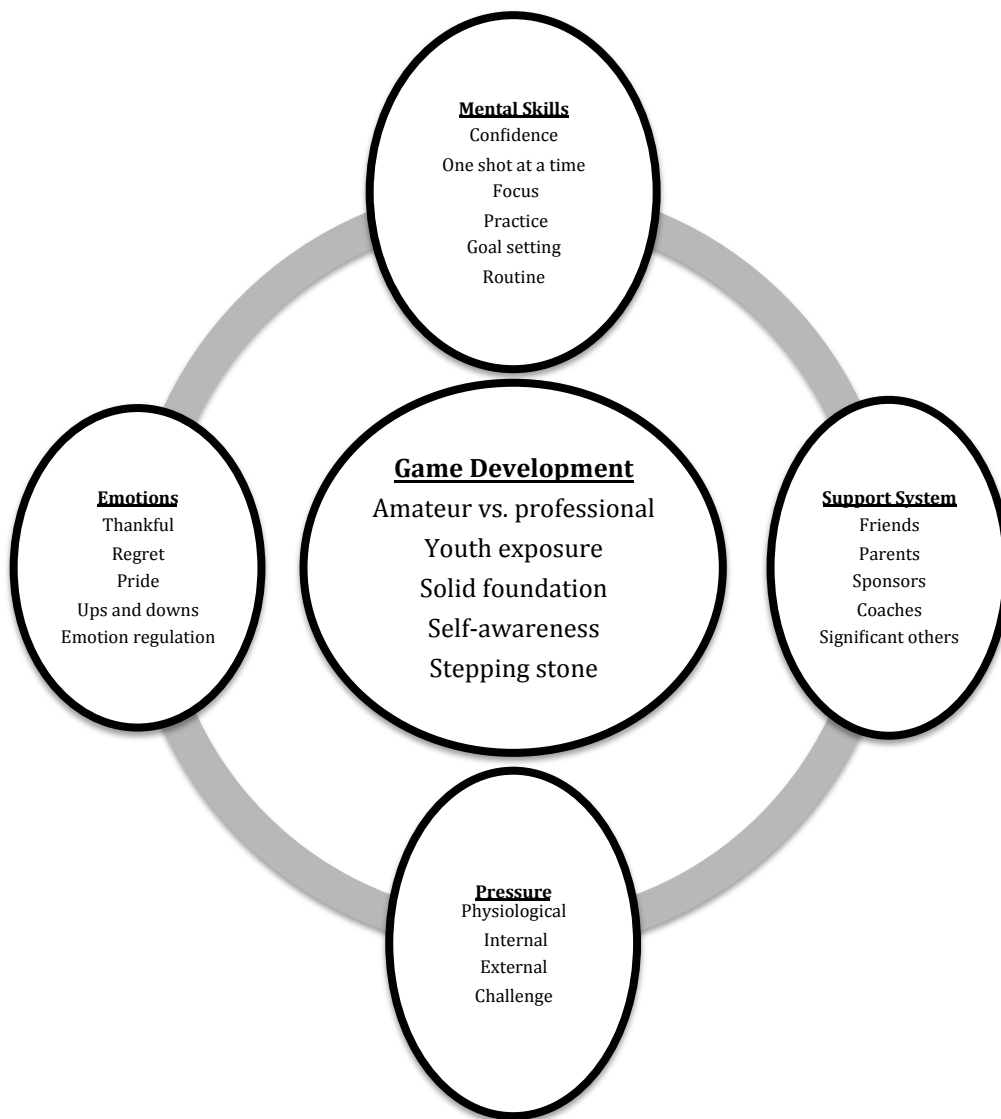 Mental Skills
Confidence
One shot at a time
Focus
Practice
Goal setting
Routine
Emotions
Thankful
Regret
Pride
Ups and downs
Emotion regulation
Game Development
Amateur vs. professional
Youth exposure
Solid foundation
Self-awareness
Stepping stone
Support System
Friends
Parents
Sponsors
Coaches
Significant others
Pressure
Physiological
Internal
External
Challenge